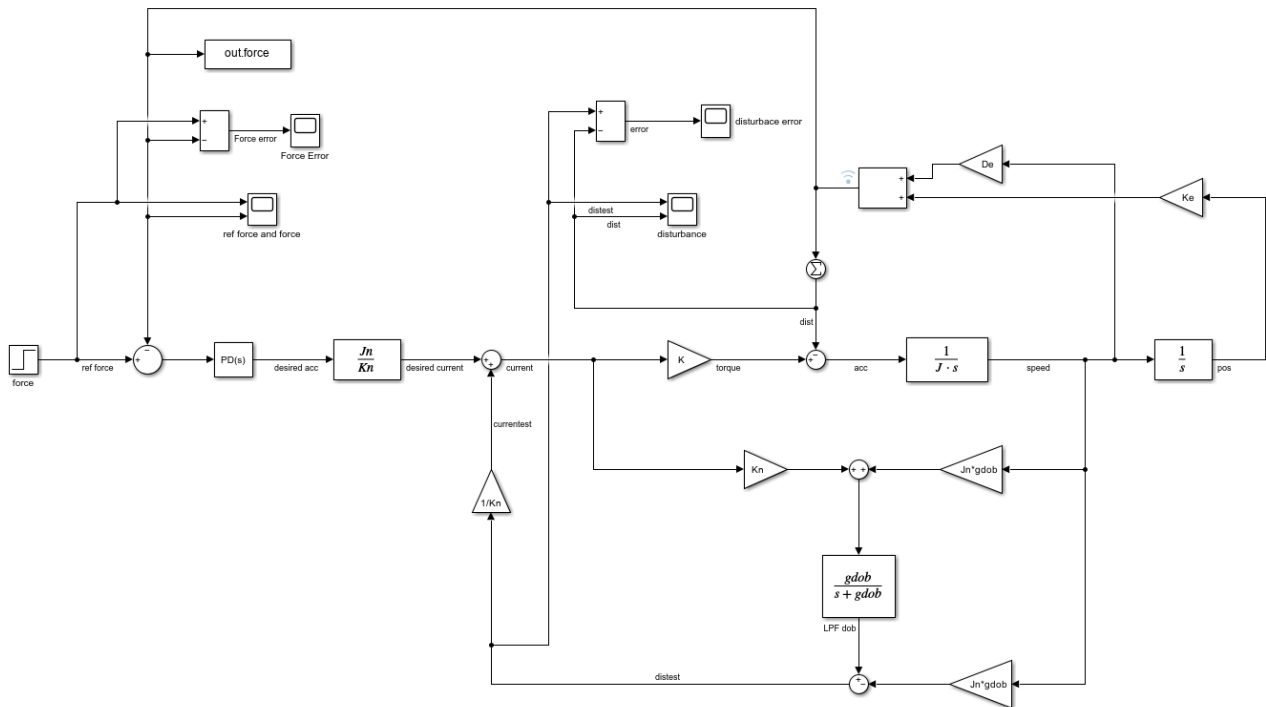 out.force
+
−
Force error
Force Error
ref force and force
+
−
error
disturbace error
distest
dist
disturbance
De
+
+
Ke
Σ
dist
force
ref force
+
−
PD(s)
desired acc
Jn
Kn
desired current
+
+
current
K
torque
+
−
acc
1
J · s
speed
1
s
pos
currentest
1/Kn
Kn
+ +
Jn*gdob
gdob
s + gdob
LPF dob
distest
+
−
Jn*gdob